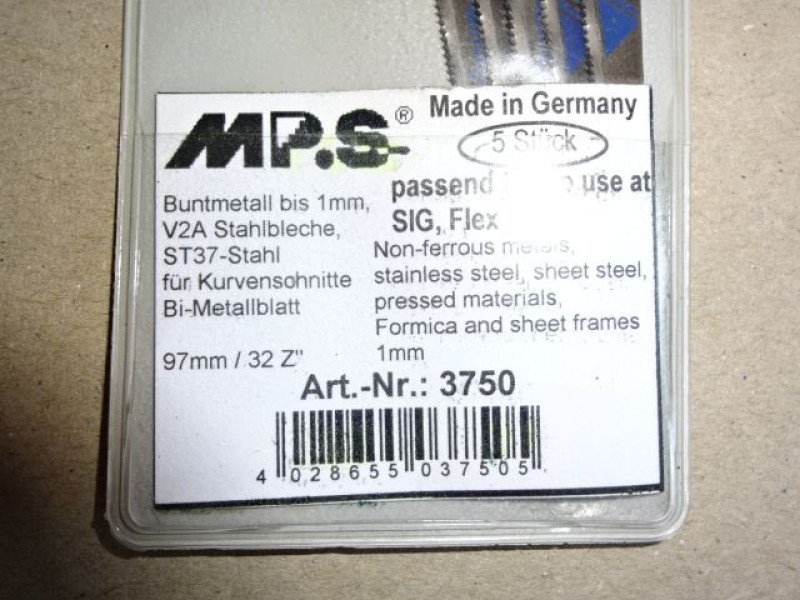 MP.S ® Made in Germany
5 Stück
passend use at
SIG, Flex
Buntmetall bis 1mm,
V2A Stahlbleche,
ST37-Stahl
für Kurvensohnitte
Bi-Metallblatt
97mm / 32 Z"
Non-ferrous metals,
stainless steel, sheet steel,
pressed materials,
Formica and sheet frames
1mm
Art.-Nr.: 3750
4 028655 037505